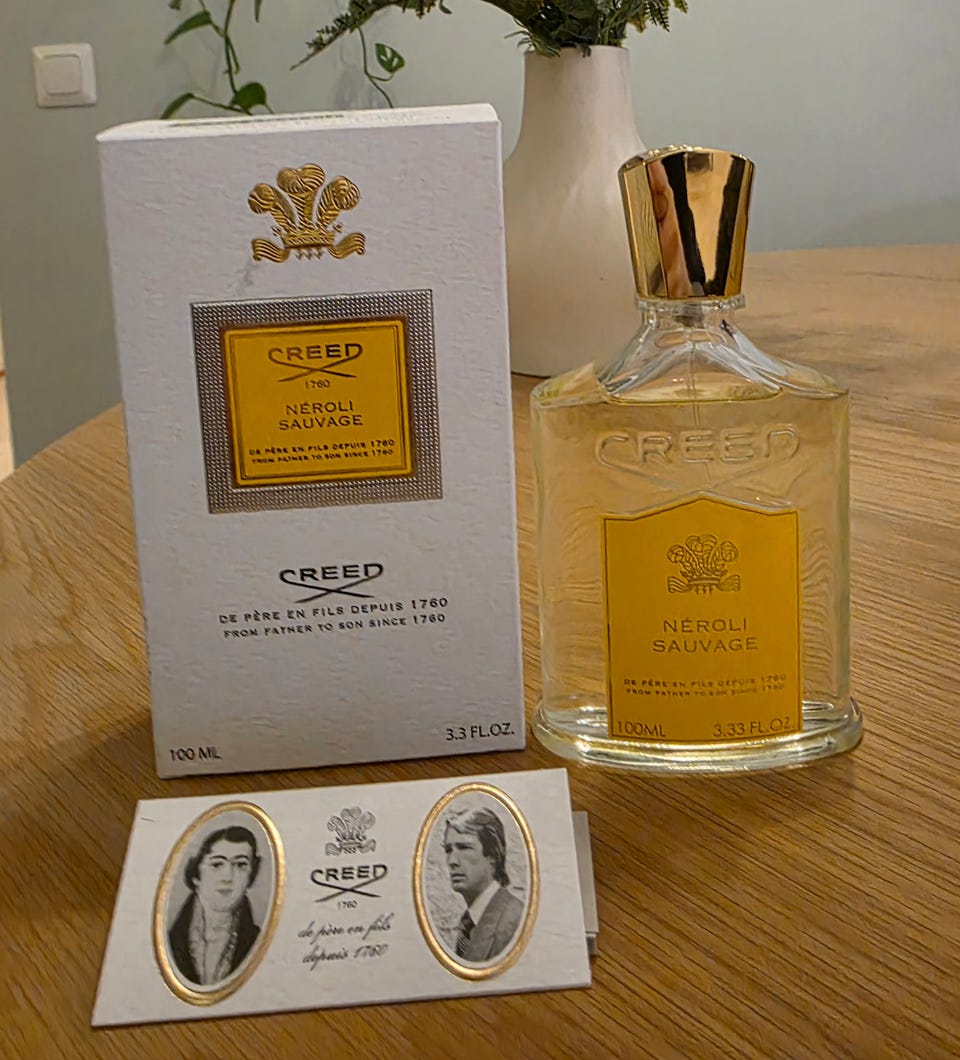 CREED
1760
NÉROLI
SAUVAGE
DE PÈRE EN FILS DEPUIS 1760
FROM FATHER TO SON SINCE 1760
CREED
DE PÈRE EN FILS DEPUIS 1760
FROM FATHER TO SON SINCE 1760
100 ML
3.3 FL.OZ.
CREED
NÉROLI
SAUVAGE
DE PÈRE EN FILS DEPUIS 1760
FROM FATHER TO SON SINCE 1760
100ML
3.33 FL.OZ.
CREED
1760
de père en fils
depuis 1760